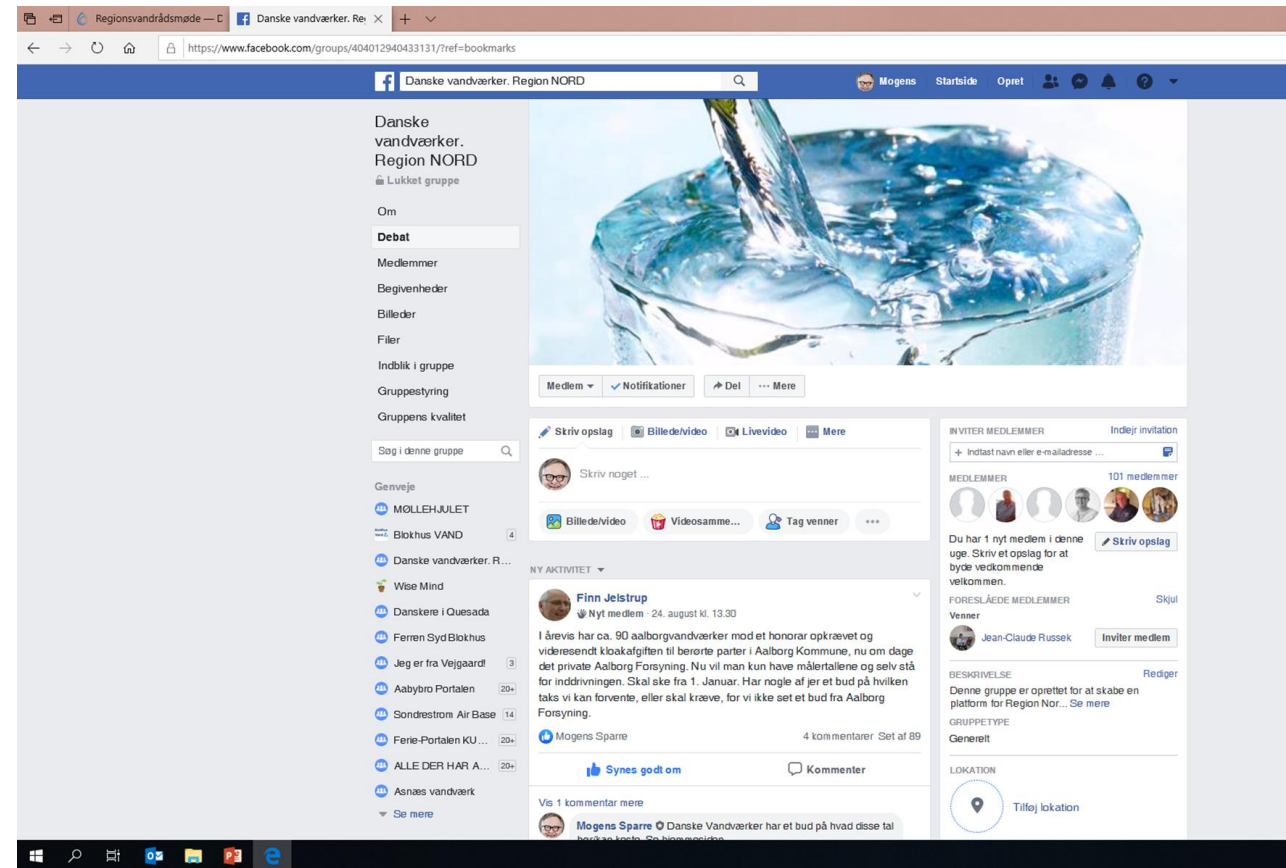 Regionsvandrådsmøde — D
Danske vandværker. Reg
https://www.facebook.com/groups/404012940433131/?ref=bookmarks
Danske vandværker. Region NORD
Mogens
Startside
Opret
Danske
vandværker.
Region NORD
Lukket gruppe
Om
Debat
Medlemmer
Begivenheder
Billeder
Filer
Indblik i gruppe
Gruppestyring
Gruppens kvalitet
Søg i denne gruppe
Genveje
MØLLEHJULET
Blokhus VAND 4
Danske vandværker. R...
Wise Mind
Danskere i Quesada
Ferren Syd Blokhus
Jeg er fra Vejgaard! 3
Aabybro Portalen 20+
Sondrestrom Air Base 14
Ferie-Portalen KU... 20+
ALLE DER HAR A... 20+
Asnæs vandværk
Se mere
Medlem
Notifikationer
Del
Mere
Skriv opslag
Billede/video
Livevideo
Mere
Skriv noget ...
Billede/video
Videosamme...
Tag venner
NY AKTIVITET
Finn Jelstrup
Nyt medlem · 24. august kl. 13.30
I årevis har ca. 90 aalborgvandværker mod et honorar opkrævet og
videresendt kloakafgiften til berørte parter i Aalborg Kommune, nu om dage
det private Aalborg Forsyning. Nu vil man kun have målertallene og selv stå
for inddrivningen. Skal ske fra 1. Januar. Har nogle af jer et bud på hvilken
taks vi kan forvente, eller skal kræve, for vi ikke set et bud fra Aalborg
Forsyning.
Mogens Sparre
4 kommentarer Set af 89
Synes godt om
Kommenter
Vis 1 kommentar mere
Mogens Sparre Danske Vandværker har et bud på hvad disse tal
INVITER MEDLEMMER
Indlejr invitation
+ Indtast navn eller e-mailadresse ...
MEDLEMMER
101 medlemmer
Du har 1 nyt medlem i denne
uge. Skriv et opslag for at
byde vedkommende
velkommen.
Skriv opslag
FORESLÅEDE MEDLEMMER
Skjul
Venner
Jean-Claude Russek
Inviter medlem
BESKRIVELSE
Rediger
Denne gruppe er oprettet for at skabe en
platform for Region Nor... Se mere
GRUPPETYPE
Generelt
LOKATION
Tilføj lokation